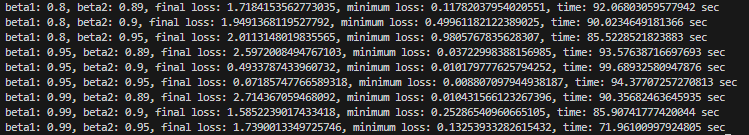 beta1: 0.8, beta2: 0.89, final loss: 1.7184153562773035, minimum loss: 0.11782037954020551, time: 92.06803059577942 sec
beta1: 0.8, beta2: 0.9, final loss: 1.9491368119527792, minimum loss: 0.49961182122389025, time: 90.0234649181366 sec
beta1: 0.8, beta2: 0.95, final loss: 2.0113148019835565, minimum loss: 0.9805767835628307, time: 85.5228521823883 sec
beta1: 0.95, beta2: 0.89, final loss: 2.5972008494767103, minimum loss: 0.03722998388156985, time: 93.57638716697693 sec
beta1: 0.95, beta2: 0.9, final loss: 0.4933787433960732, minimum loss: 0.010179777625794252, time: 99.68932580947876 sec
beta1: 0.95, beta2: 0.95, final loss: 0.07185747766589318, minimum loss: 0.008807097944938187, time: 94.37707257270813 sec
beta1: 0.99, beta2: 0.89, final loss: 2.714367059468092, minimum loss: 0.010431566123267396, time: 90.35682463645935 sec
beta1: 0.99, beta2: 0.9, final loss: 1.5852239017433418, minimum loss: 0.25286540960665105, time: 85.90741777420044 sec
beta1: 0.99, beta2: 0.95, final loss: 1.7390013349725746, minimum loss: 0.13253933282615432, time: 71.96100997924805 sec